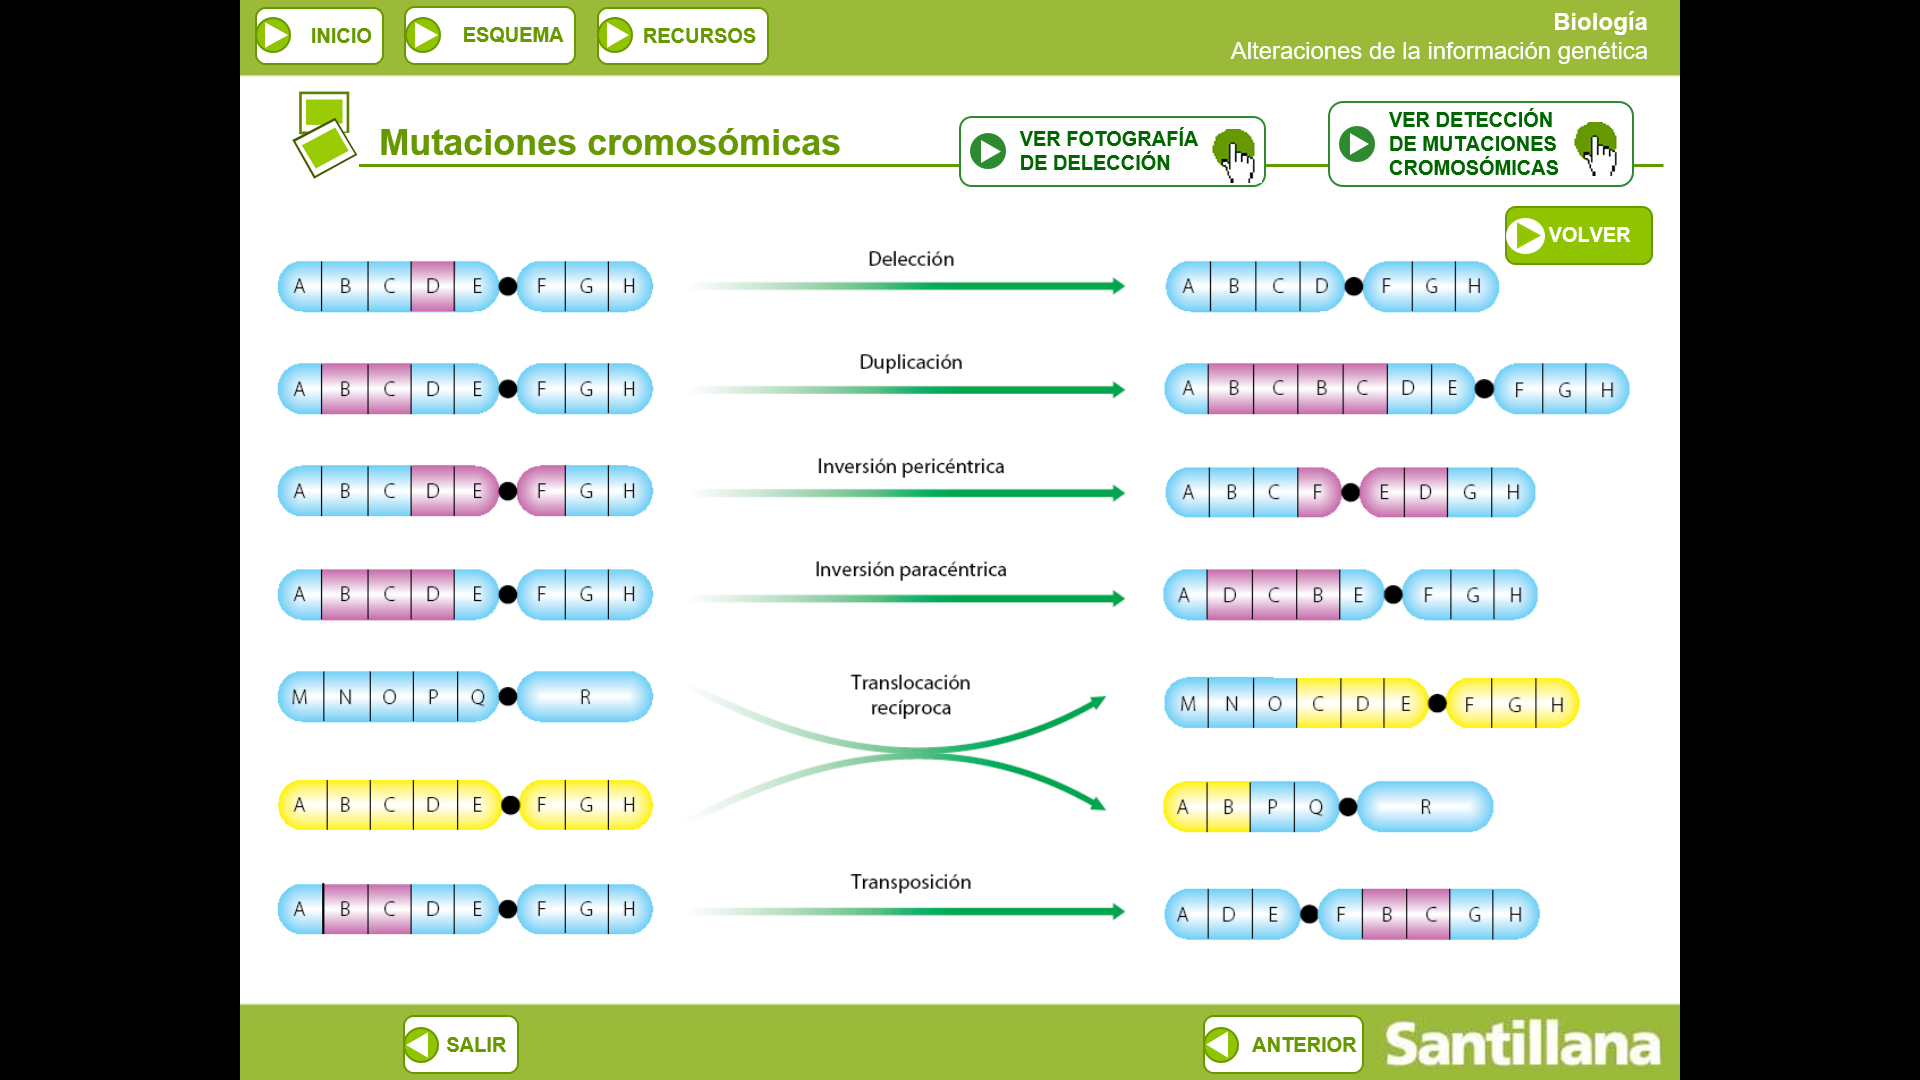 INICIO
ESQUEMA
RECURSOS
Biología
Alteraciones de la información genética
Mutaciones cromosómicas
VER FOTOGRAFÍA
DE DELECCIÓN
VER DETECCIÓN
DE MUTACIONES
CROMOSÓMICAS
VOLVER
Delección
A B C D E F G H
A B C D F G H
Duplicación
A B C D E F G H
A B C B C D E F G H
Inversión pericéntrica
A B C D E F G H
A B C F E D G H
Inversión paracéntrica
A B C D E F G H
A D C B E F G H
Translocación
recíproca
M N O P Q R
M N O C D E F G H
A B C D E F G H
A B P Q R
Transposición
A B C D E F G H
A D E F B C G H
SALIR
ANTERIOR
Santillana